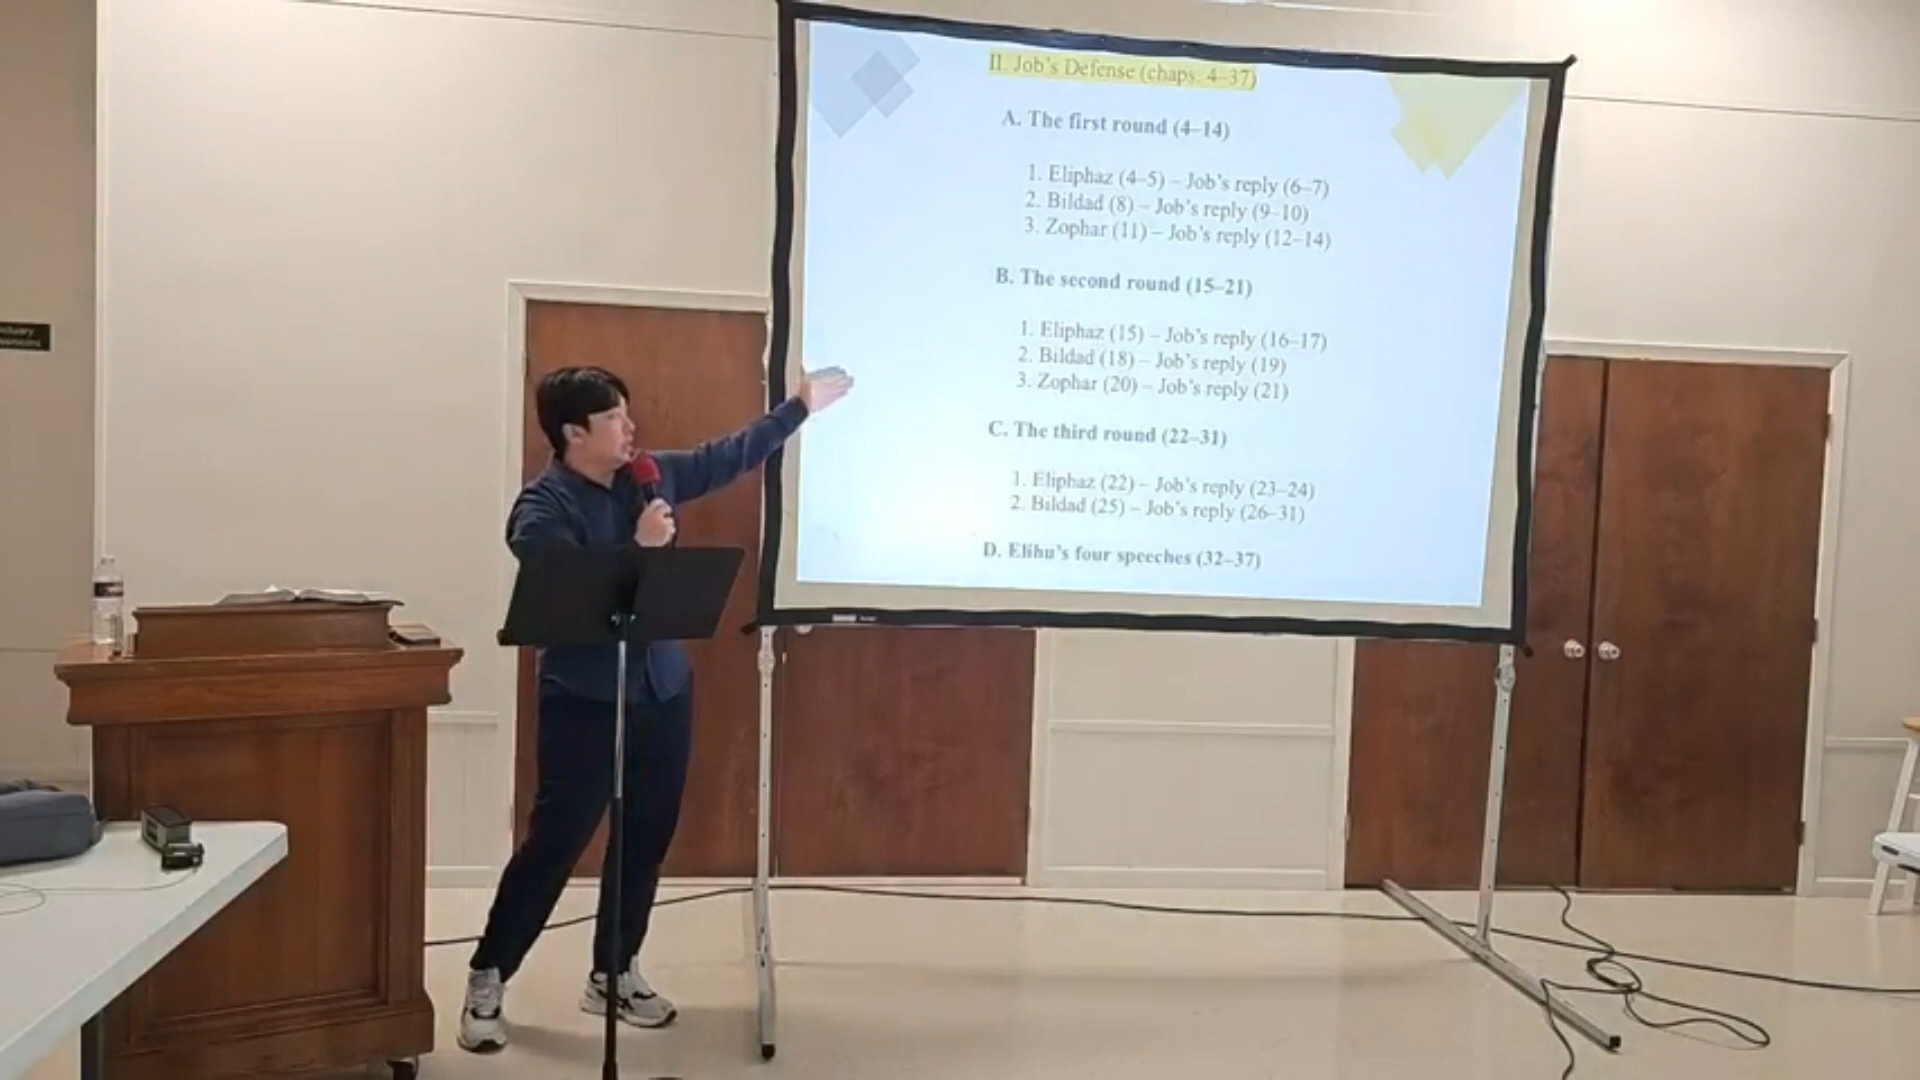 II. Job's Defense (chaps. 4–37)
A. The first round (4–14)
1. Eliphaz (4–5) – Job's reply (6–7)
2. Bildad (8) – Job's reply (9–10)
3. Zophar (11) – Job's reply (12–14)
B. The second round (15–21)
1. Eliphaz (15) – Job's reply (16–17)
2. Bildad (18) – Job's reply (19)
3. Zophar (20) – Job's reply (21)
C. The third round (22–31)
1. Eliphaz (22) – Job's reply (23–24)
2. Bildad (25) – Job's reply (26–31)
D. Elihu's four speeches (32–37)